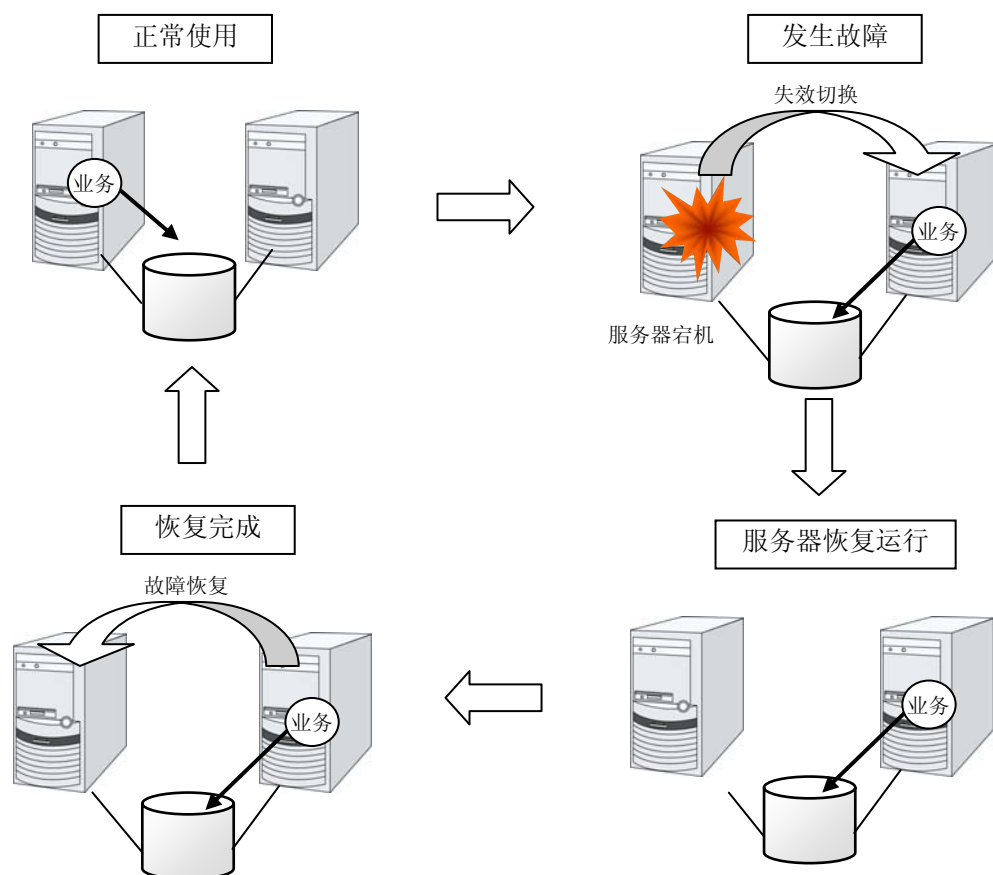 正常使用
发生故障
失效切换
业务
业务
服务器宕机
恢复完成
服务器恢复运行
故障恢复
业务
业务